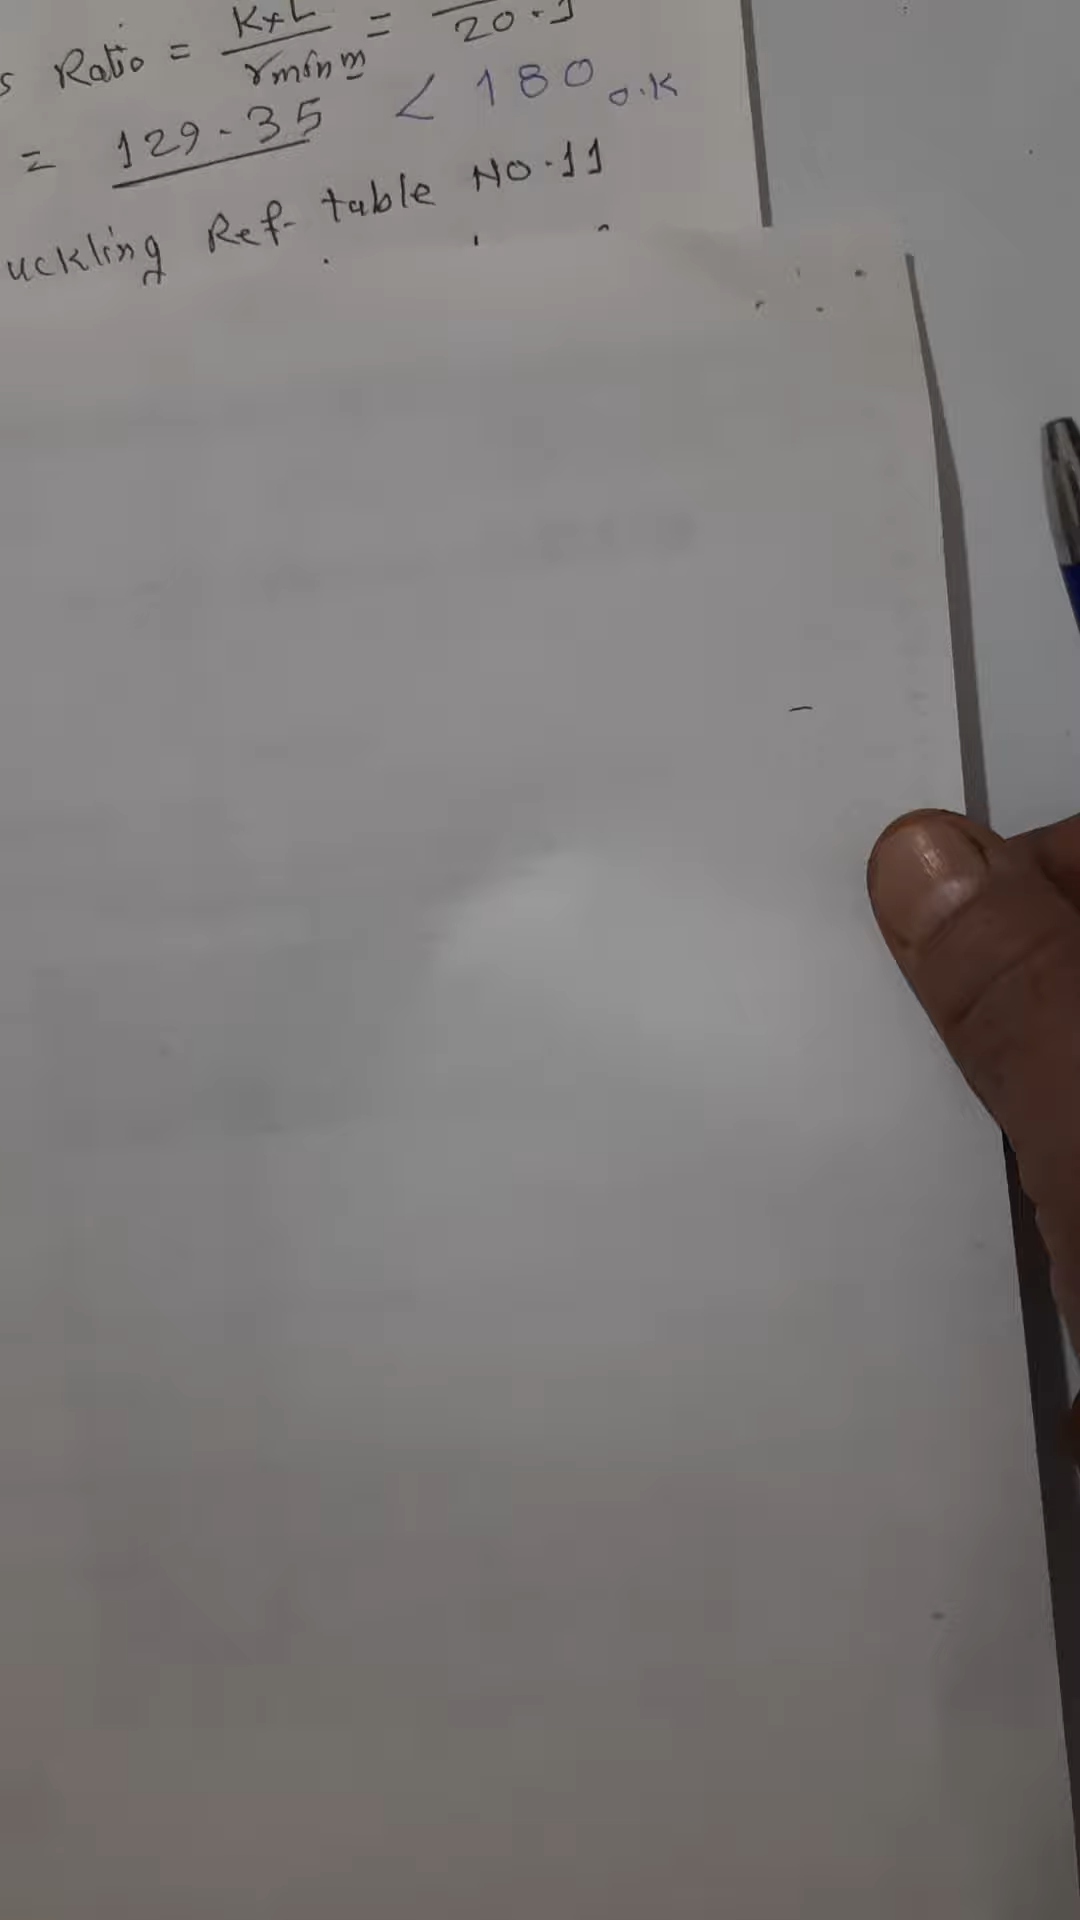 s Ratio = K×L / rmin m = / 20.1
= 129.35 < 180 O.K
uckling Ref- table NO.11